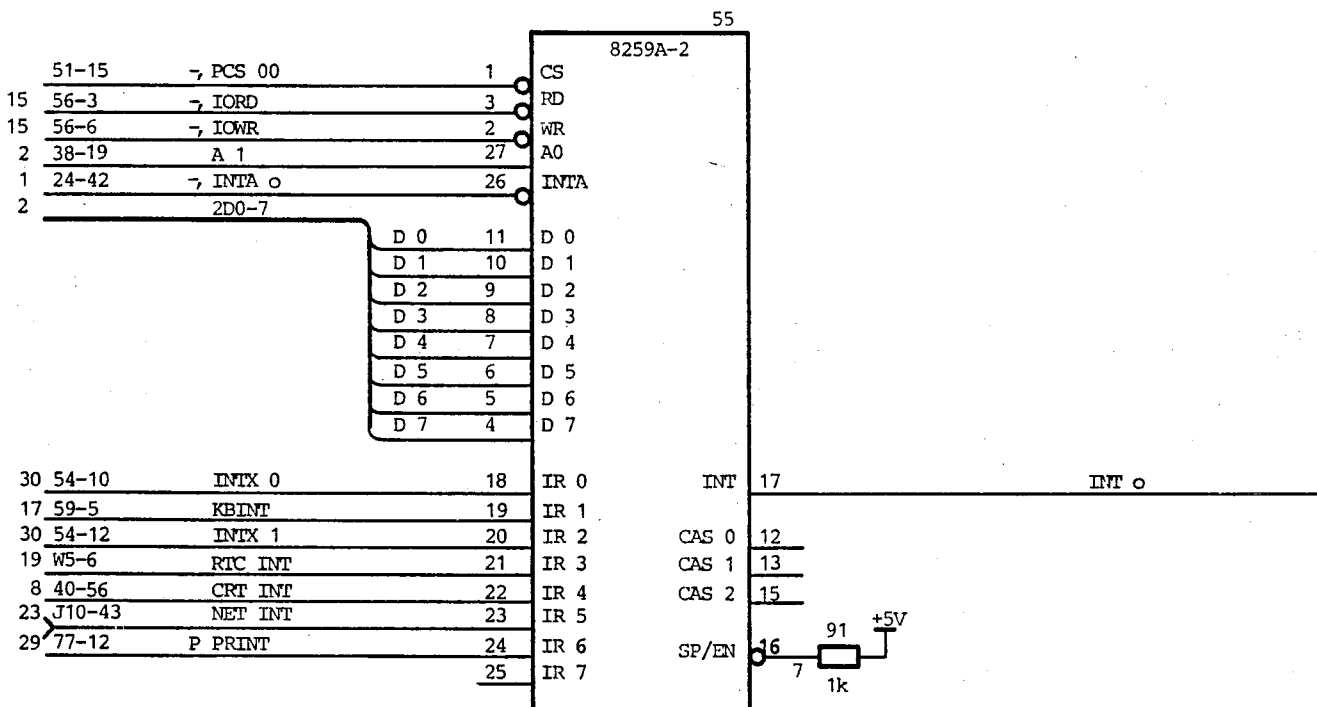 55
8259A-2
51-15 ¬, PCS 00 1 CS
15 56-3 ¬, IORD 3 RD
15 56-6 ¬, IOWR 2 WR
2 38-19 A 1 27 A0
1 24-42 ¬, INTA o 26 INTA
2 2D0-7
D 0 11 D 0
D 1 10 D 1
D 2 9 D 2
D 3 8 D 3
D 4 7 D 4
D 5 6 D 5
D 6 5 D 6
D 7 4 D 7
30 54-10 INTX 0 18 IR 0 INT 17 INT o
17 59-5 KBINT 19 IR 1
30 54-12 INTX 1 20 IR 2 CAS 0 12
19 W5-6 RTC INT 21 IR 3 CAS 1 13
8 40-56 CRT INT 22 IR 4 CAS 2 15
23 J10-43 NET INT 23 IR 5
29 77-12 P PRINT 24 IR 6 SP/EN 16 7 91 1k +5V
25 IR 7